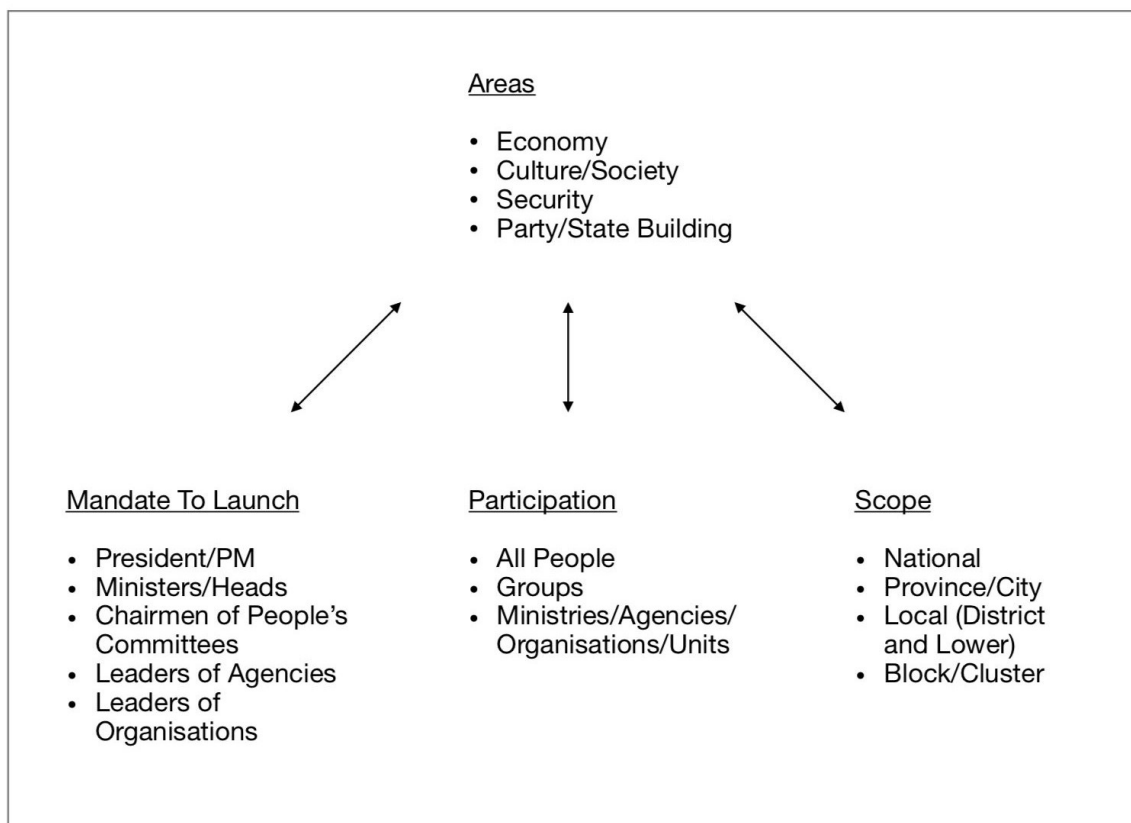 Areas
• Economy
• Culture/Society
• Security
• Party/State Building
Mandate To Launch
• President/PM
• Ministers/Heads
• Chairmen of People's
Committees
• Leaders of Agencies
• Leaders of
Organisations
Participation
• All People
• Groups
• Ministries/Agencies/
Organisations/Units
Scope
• National
• Province/City
• Local (District
and Lower)
• Block/Cluster